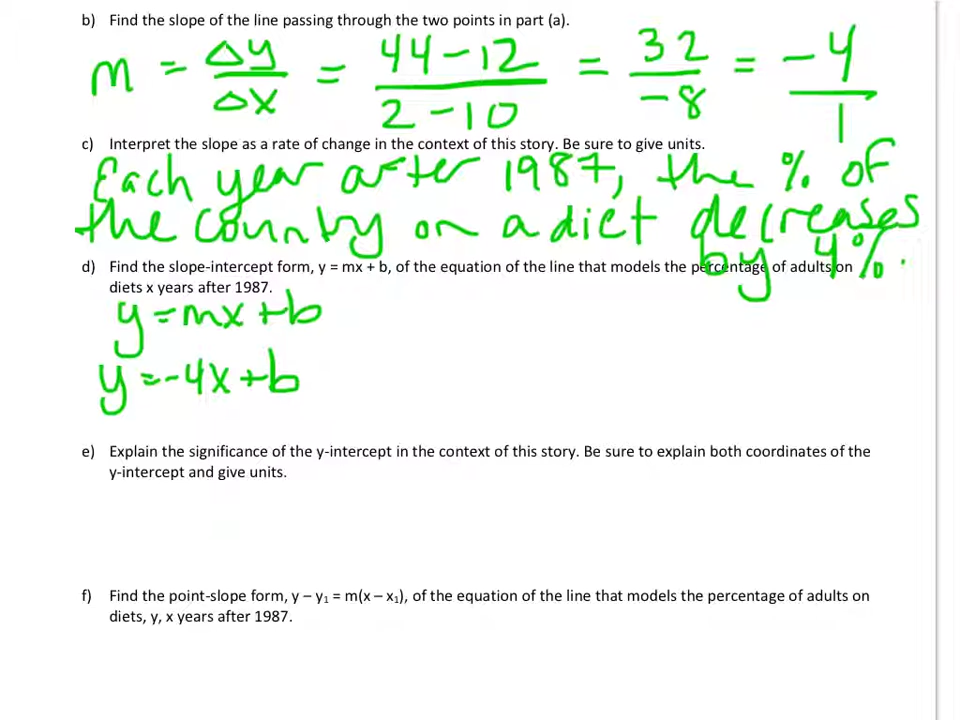 b) Find the slope of the line passing through the two points in part (a).
m = Δy/Δx = 44-12/2-10 = 32/-8 = -4/1
c) Interpret the slope as a rate of change in the context of this story. Be sure to give units.
Each year after 1987, the % of
the country on a diet decreases
by 4%.
d) Find the slope-intercept form, y = mx + b, of the equation of the line that models the percentage of adults on
diets x years after 1987.
y = mx + b
y = -4x + b
e) Explain the significance of the y-intercept in the context of this story. Be sure to explain both coordinates of the
y-intercept and give units.
f) Find the point-slope form, y – y₁ = m(x – x₁), of the equation of the line that models the percentage of adults on
diets, y, x years after 1987.